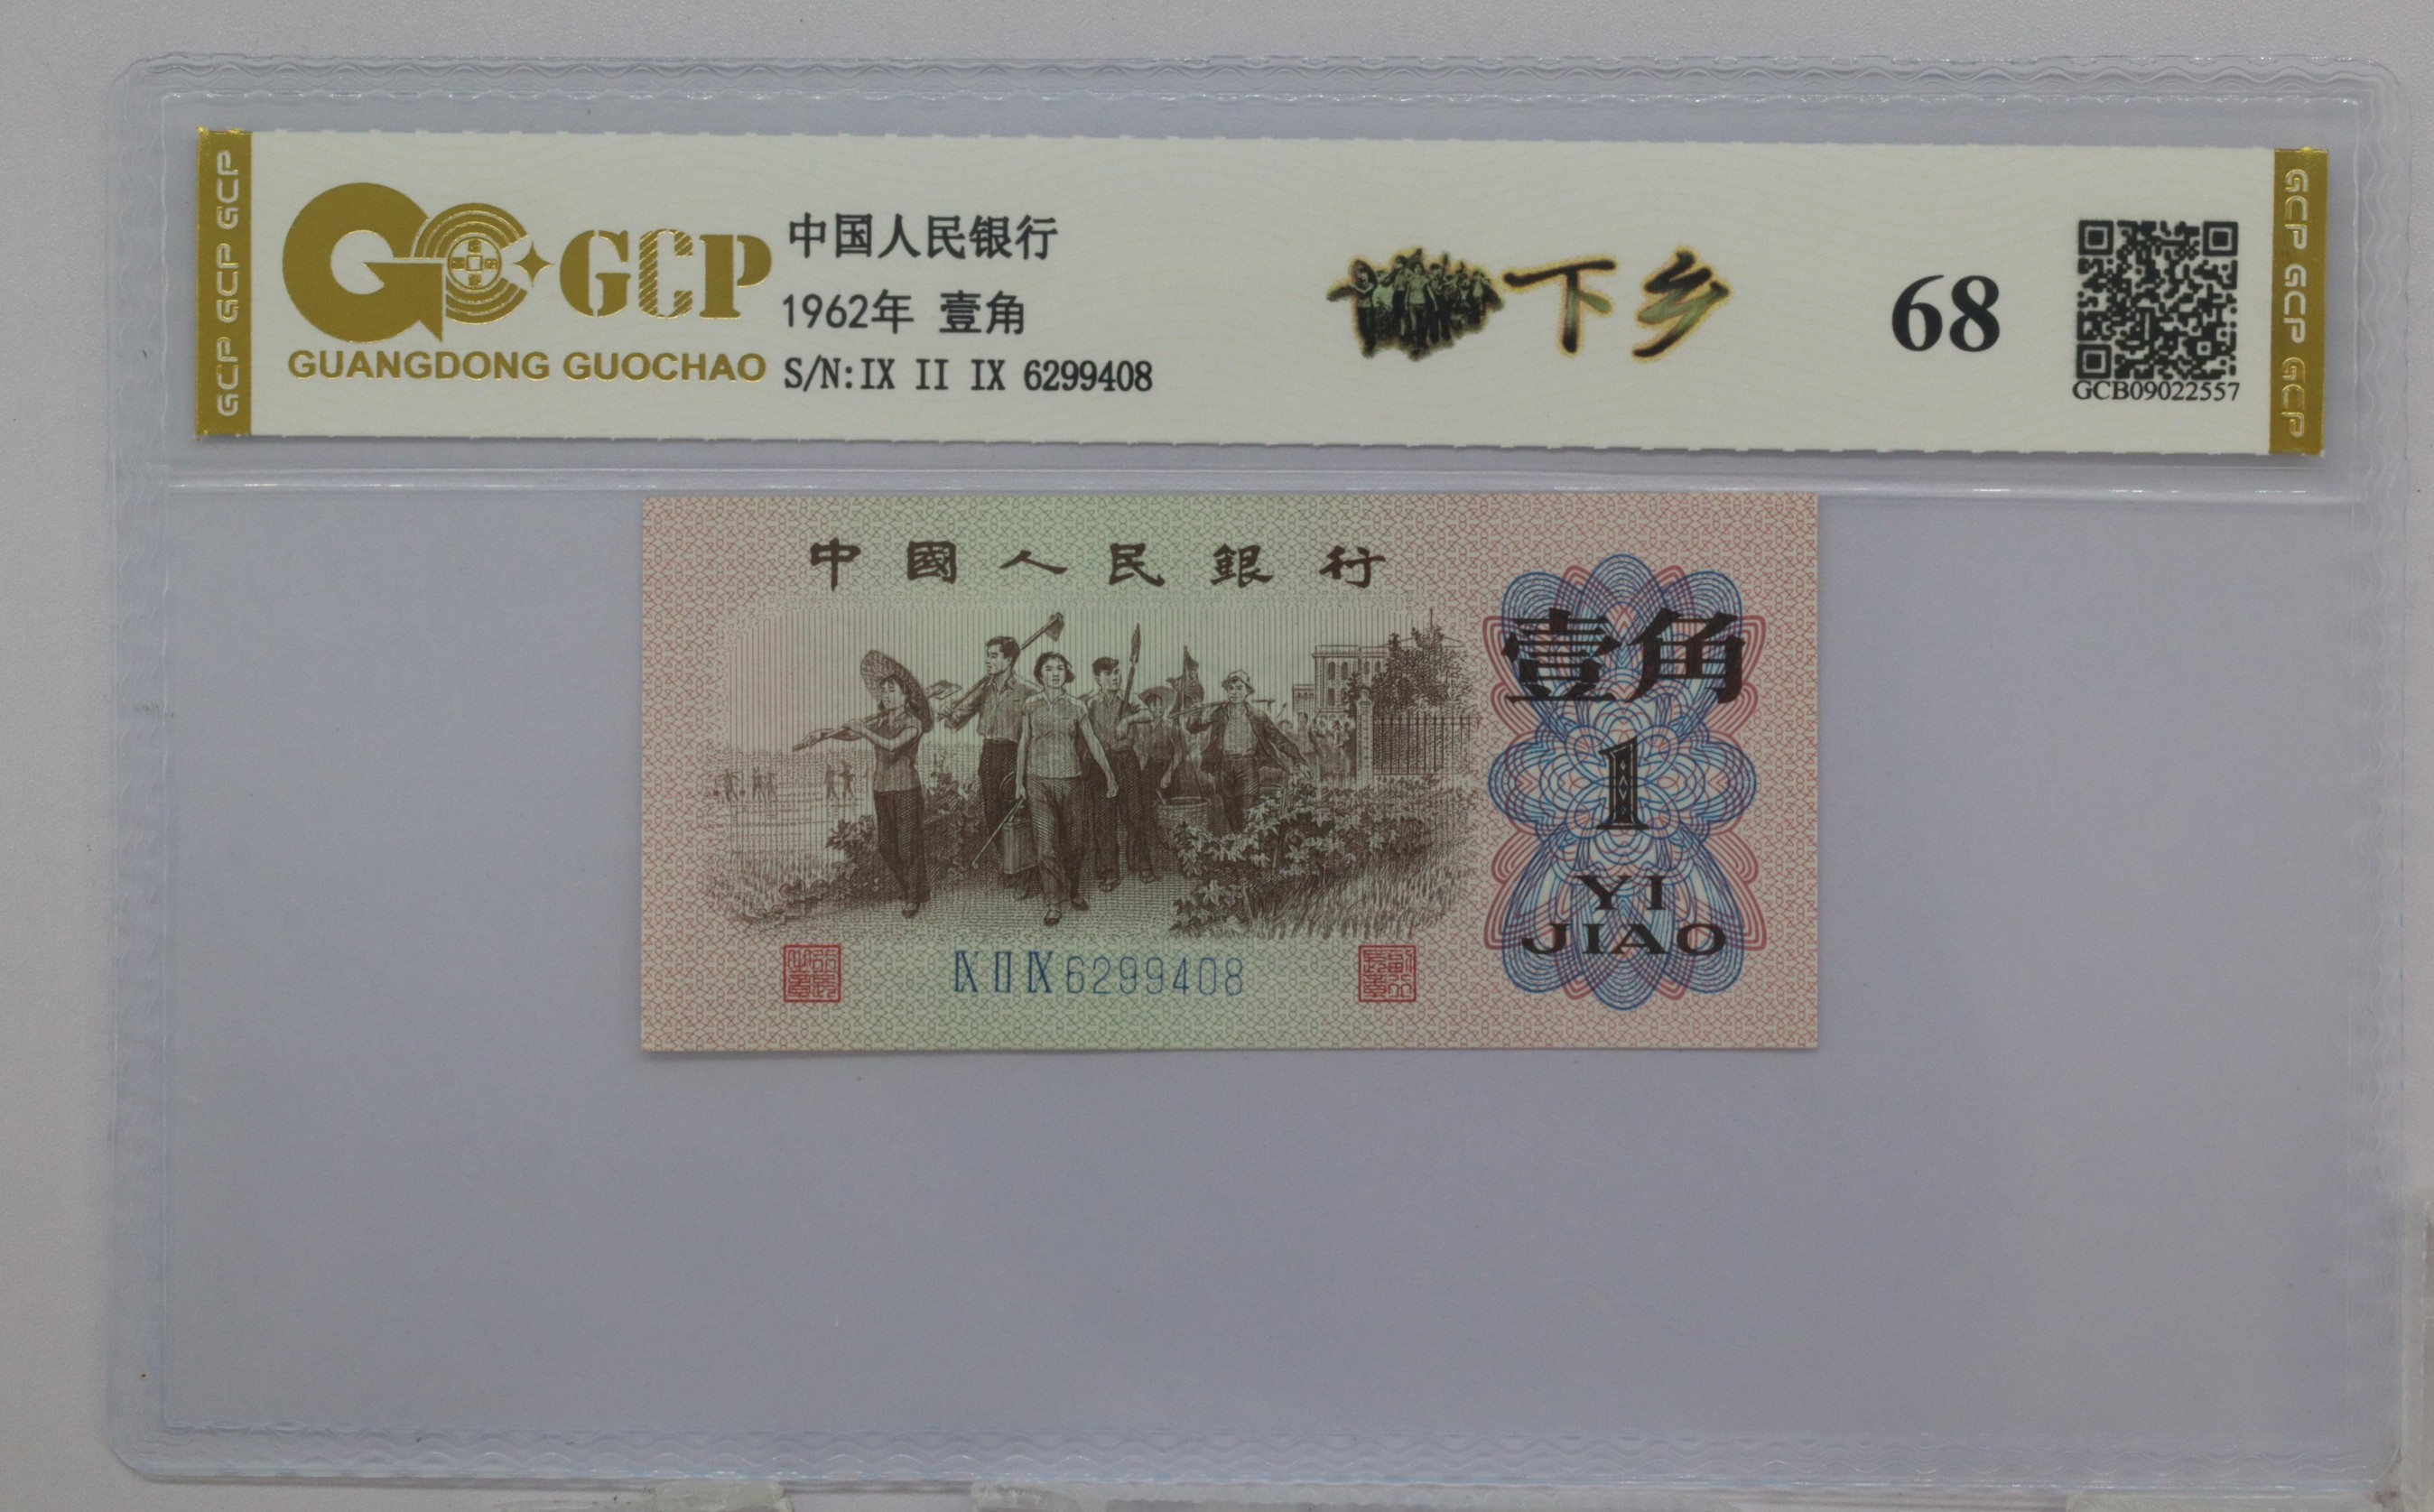 GCP GCP GCP
GCP
GUANGDONG GUOCHAO
中国人民银行
1962年 壹角
S/N:IX II IX 6299408
下乡
68
GCB09022557
GCP GCP GCP
中國人民銀行
壹角
1
YI
JIAO
IX II IX 6299408